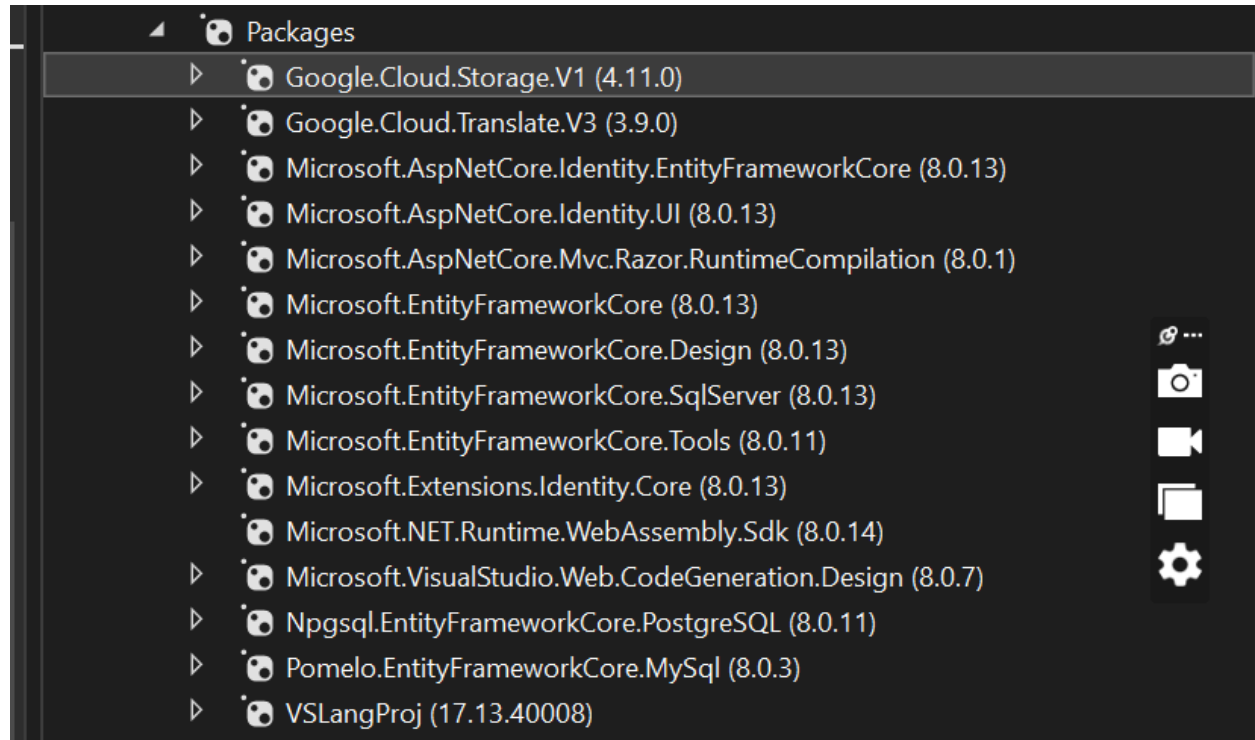 Packages
Google.Cloud.Storage.V1 (4.11.0)
Google.Cloud.Translate.V3 (3.9.0)
Microsoft.AspNetCore.Identity.EntityFrameworkCore (8.0.13)
Microsoft.AspNetCore.Identity.UI (8.0.13)
Microsoft.AspNetCore.Mvc.Razor.RuntimeCompilation (8.0.1)
Microsoft.EntityFrameworkCore (8.0.13)
Microsoft.EntityFrameworkCore.Design (8.0.13)
Microsoft.EntityFrameworkCore.SqlServer (8.0.13)
Microsoft.EntityFrameworkCore.Tools (8.0.11)
Microsoft.Extensions.Identity.Core (8.0.13)
Microsoft.NET.Runtime.WebAssembly.Sdk (8.0.14)
Microsoft.VisualStudio.Web.CodeGeneration.Design (8.0.7)
Npgsql.EntityFrameworkCore.PostgreSQL (8.0.11)
Pomelo.EntityFrameworkCore.MySql (8.0.3)
VSLangProj (17.13.40008)